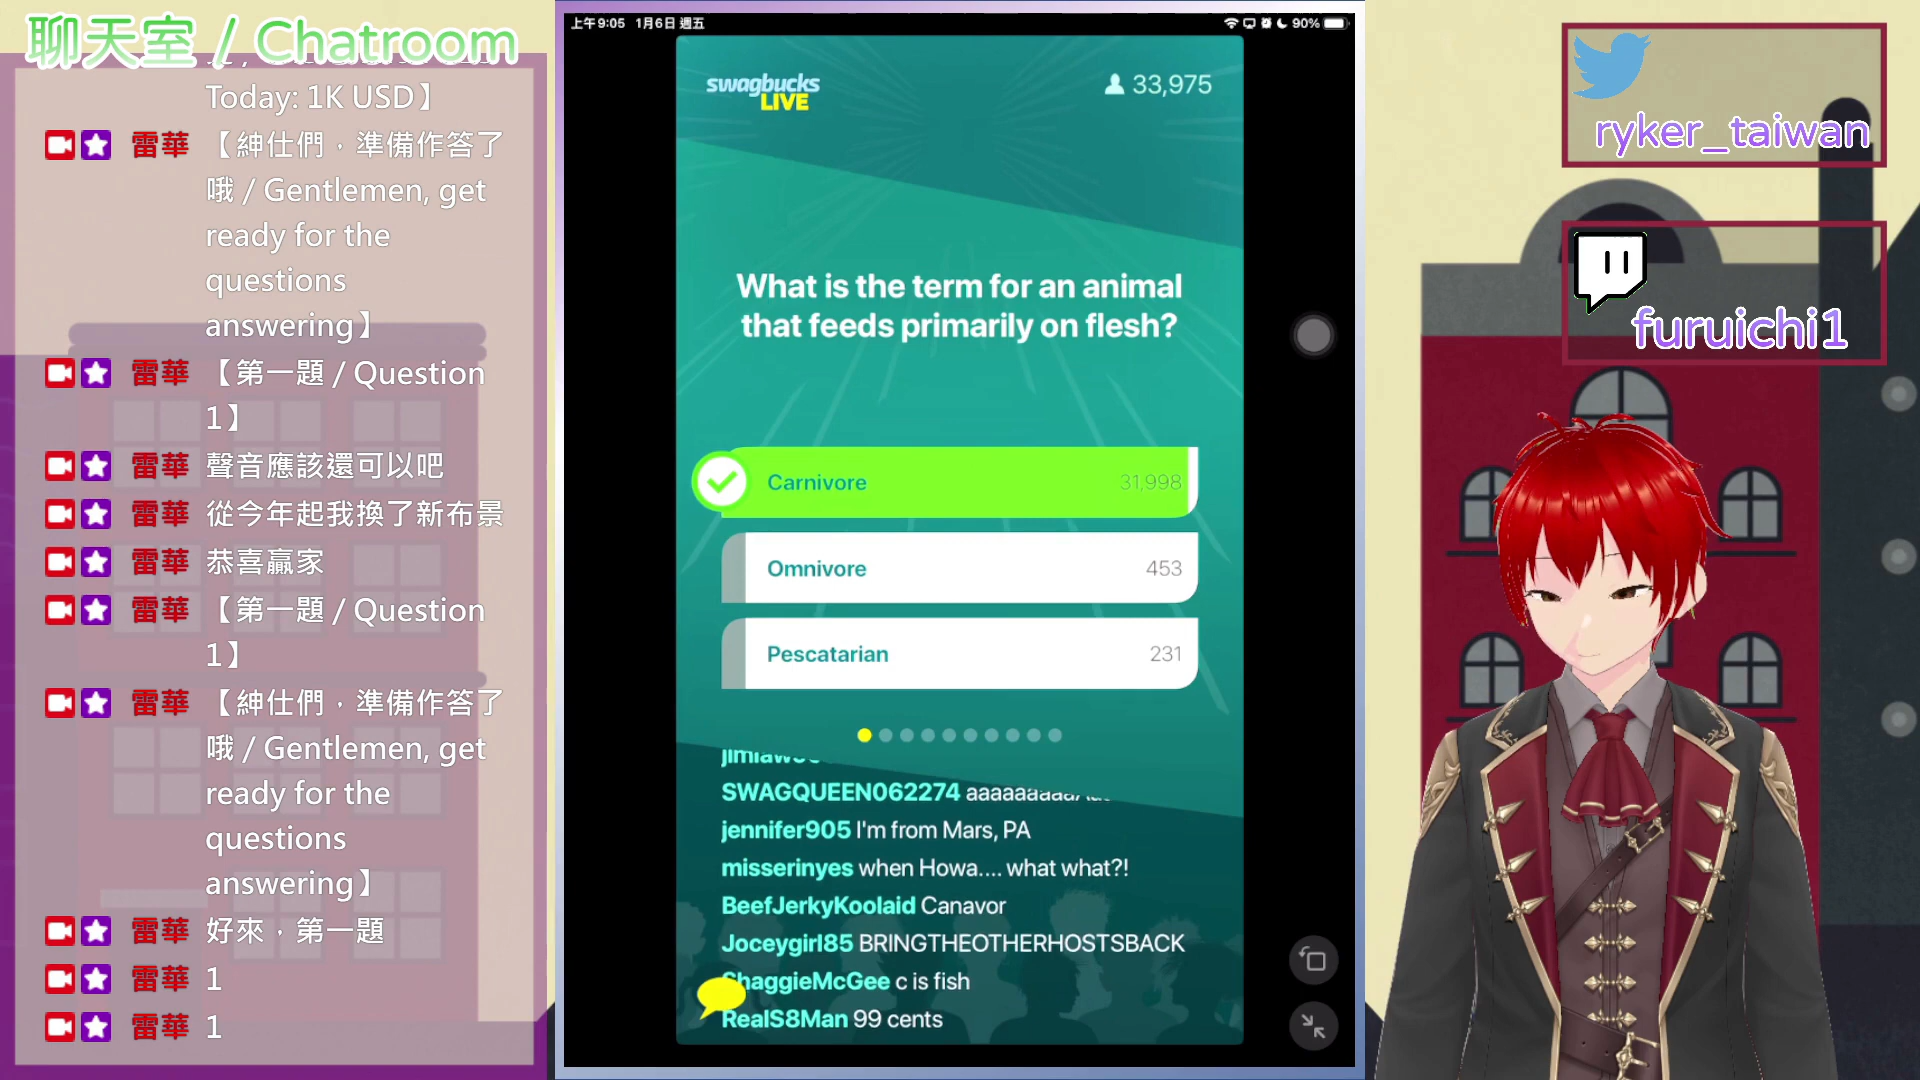 聊天室 / Chatroom
Today: 1K USD】
雷華 【紳仕們，準備作答了
哦 / Gentlemen, get
ready for the
questions
answering】
雷華 【第一題 / Question
1】
雷華 聲音應該還可以吧
雷華 從今年起我換了新布景
雷華 恭喜贏家
雷華 【第一題 / Question
1】
雷華 【紳仕們，準備作答了
哦 / Gentlemen, get
ready for the
questions
answering】
雷華 好來，第一題
雷華 1
雷華 1
上午9:05 1月6日 週五
90%
swagbucks
LIVE
33,975
What is the term for an animal
that feeds primarily on flesh?
Carnivore 31,998
Omnivore 453
Pescatarian 231
SWAGQUEEN062274
jennifer905 I'm from Mars, PA
misserinyes when Howa.... what what?!
BeefJerkyKoolaid Canavor
Joceygirl85 BRINGTHEOTHERHOSTSBACK
ShaggieMcGee c is fish
RealS8Man 99 cents
ryker_taiwan
furuichi1